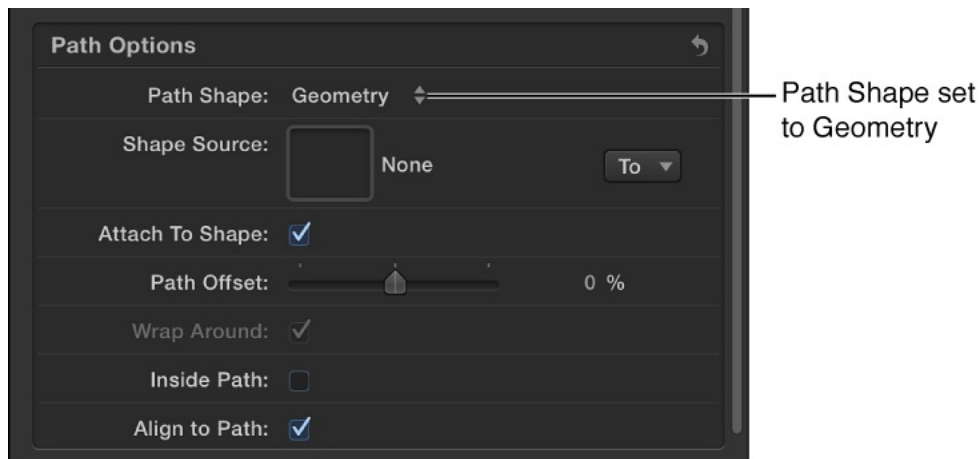 Path Options
Path Shape: Geometry
Path Shape set
to Geometry
Shape Source:
None
To
Attach To Shape:
Path Offset: 0 %
Wrap Around:
Inside Path:
Align to Path: